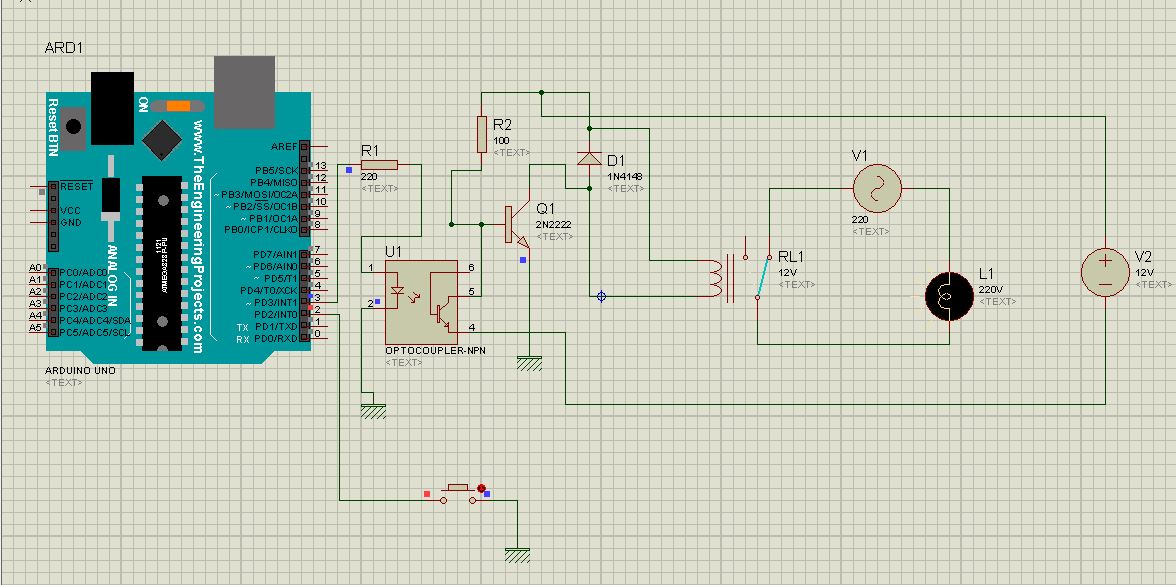 ARD1
ON
Reset BTN
www.TheEngineeringProjects.com
ANALOG IN
RESET
VCC
GND
AREF
PB5/SCK 13
PB4/MISO 12
~ PB3/MOSI/OC2A 11
~ PB2/SS/OC1B 10
~ PB1/OC1A 9
PB0/ICP1/CLKO 8
PD7/AIN1 7
~ PD6/AIN0 6
~ PD5/T1 5
PD4/T0/XCK 4
~ PD3/INT1 3
PD2/INT0 2
TX PD1/TXD 1
RX PD0/RXD 0
A0 PC0/ADC0
A1 PC1/ADC1
A2 PC2/ADC2
A3 PC3/ADC3
A4 PC4/ADC4/SDA
A5 PC5/ADC5/SCL
ARDUINO UNO
<TEXT>
R1
220
<TEXT>
R2
100
<TEXT>
D1
1N4148
<TEXT>
Q1
2N2222
<TEXT>
U1
1
2
6
5
4
OPTOCOUPLER-NPN
<TEXT>
V1
220
<TEXT>
RL1
12V
<TEXT>
L1
220V
<TEXT>
V2
12V
<TEXT>